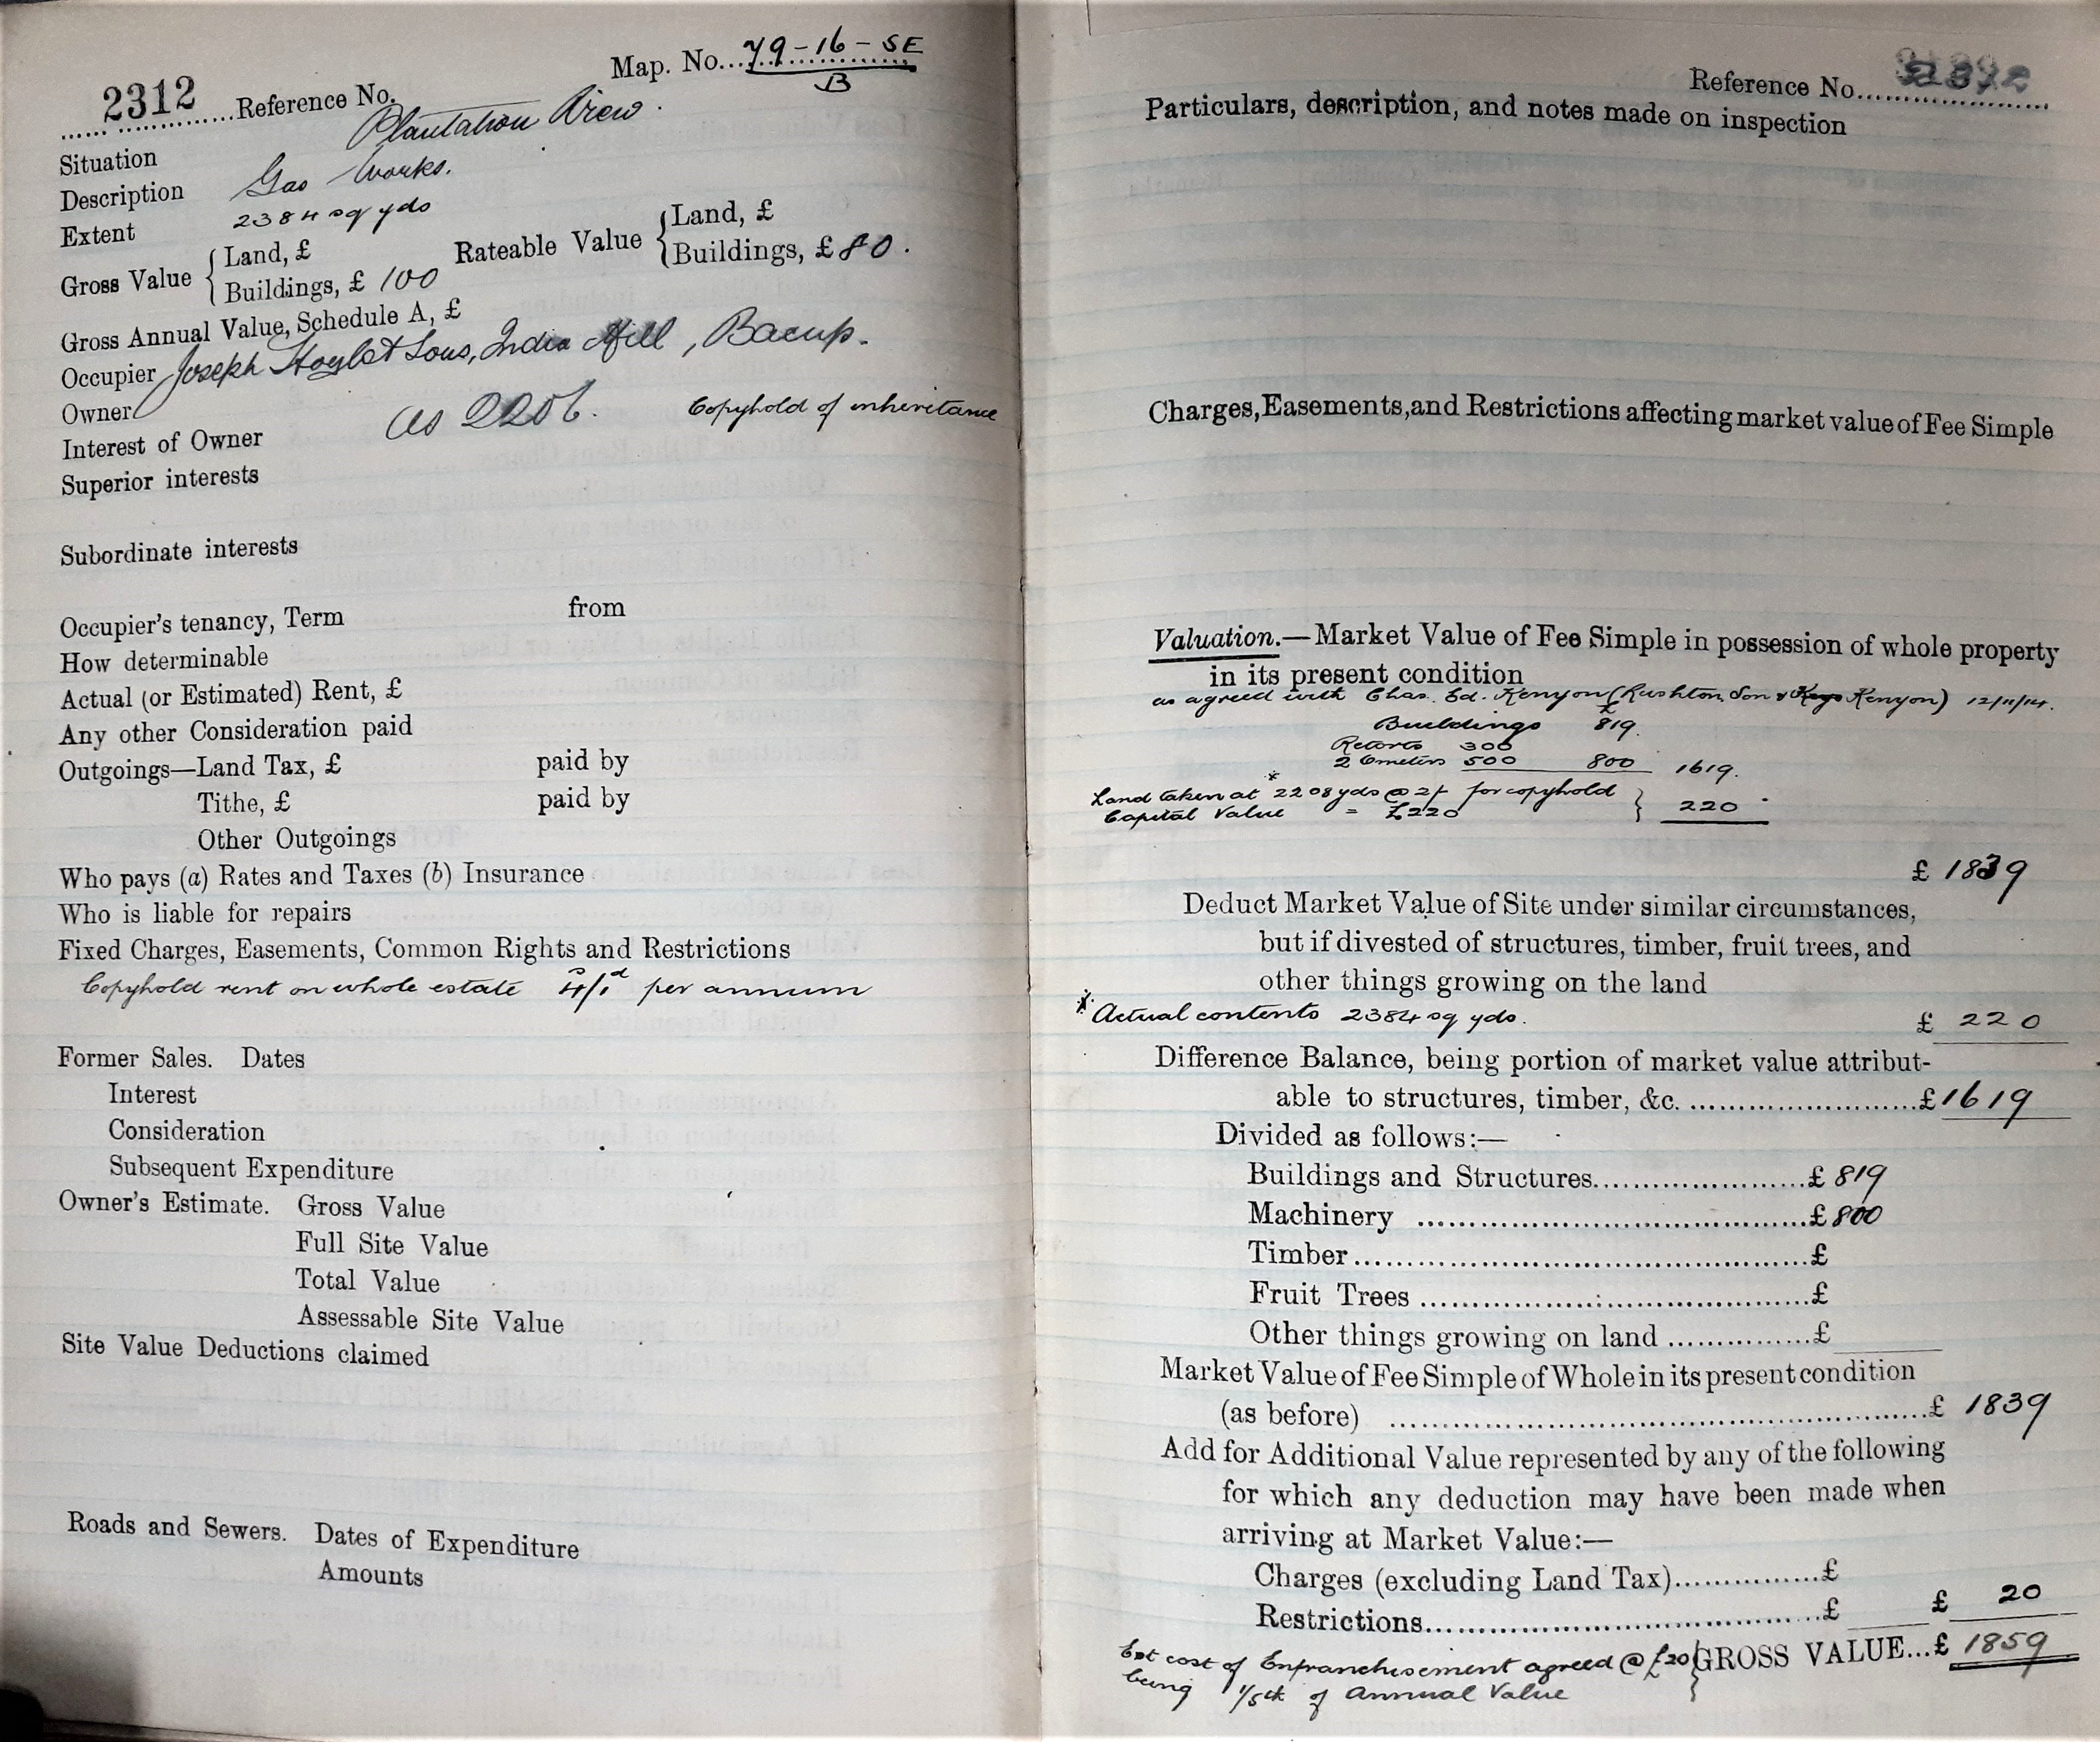 2312 Reference No. Map. No. 79-16-SE
B
Plantation View.
Situation
Description Gas Works.
Extent 2384 sq yds
Gross Value { Land, £ Rateable Value { Land, £
Buildings, £ 100 Buildings, £ 80.
Gross Annual Value, Schedule A, £
Occupier Joseph Hoyle & Sons, India Mill, Bacup.
Owner
Interest of Owner as 2206. Copyhold of inheritance
Superior interests
Subordinate interests
Occupier's tenancy, Term from
How determinable
Actual (or Estimated) Rent, £
Any other Consideration paid
Outgoings—Land Tax, £ paid by
Tithe, £ paid by
Other Outgoings
Who pays (a) Rates and Taxes (b) Insurance
Who is liable for repairs
Fixed Charges, Easements, Common Rights and Restrictions
Copyhold rent on whole estate 4s/1d per annum
Former Sales. Dates
Interest
Consideration
Subsequent Expenditure
Owner's Estimate. Gross Value
Full Site Value
Total Value
Assessable Site Value
Site Value Deductions claimed
Roads and Sewers. Dates of Expenditure
Amounts
Reference No.
Particulars, description, and notes made on inspection
Charges, Easements, and Restrictions affecting market value of Fee Simple
Valuation.—Market Value of Fee Simple in possession of whole property
in its present condition
as agreed with Chas. Ed. Kenyon (Rushton, Son & Kenyon) 12/11/14.
£
Buildings 819.
Retorts 300
2 Gmeters 500 800 1619.
* Land taken at 2208 yds @ 2/- for copyhold }
Capital Value = £220 } 220
£ 1839
Deduct Market Value of Site under similar circumstances,
but if divested of structures, timber, fruit trees, and
other things growing on the land
* Actual contents 2384 sq yds. £ 220
Difference Balance, being portion of market value attribut-
able to structures, timber, &c. £ 1619
Divided as follows:—
Buildings and Structures £ 819
Machinery £ 800
Timber £
Fruit Trees £
Other things growing on land £
Market Value of Fee Simple of Whole in its present condition
(as before) £ 1839
Add for Additional Value represented by any of the following
for which any deduction may have been made when
arriving at Market Value:—
Charges (excluding Land Tax) £
Restrictions £ £ 20
Est cost of Enfranchisement agreed @ £20 } GROSS VALUE... £ 1859
being 1/5th of Annual Value }